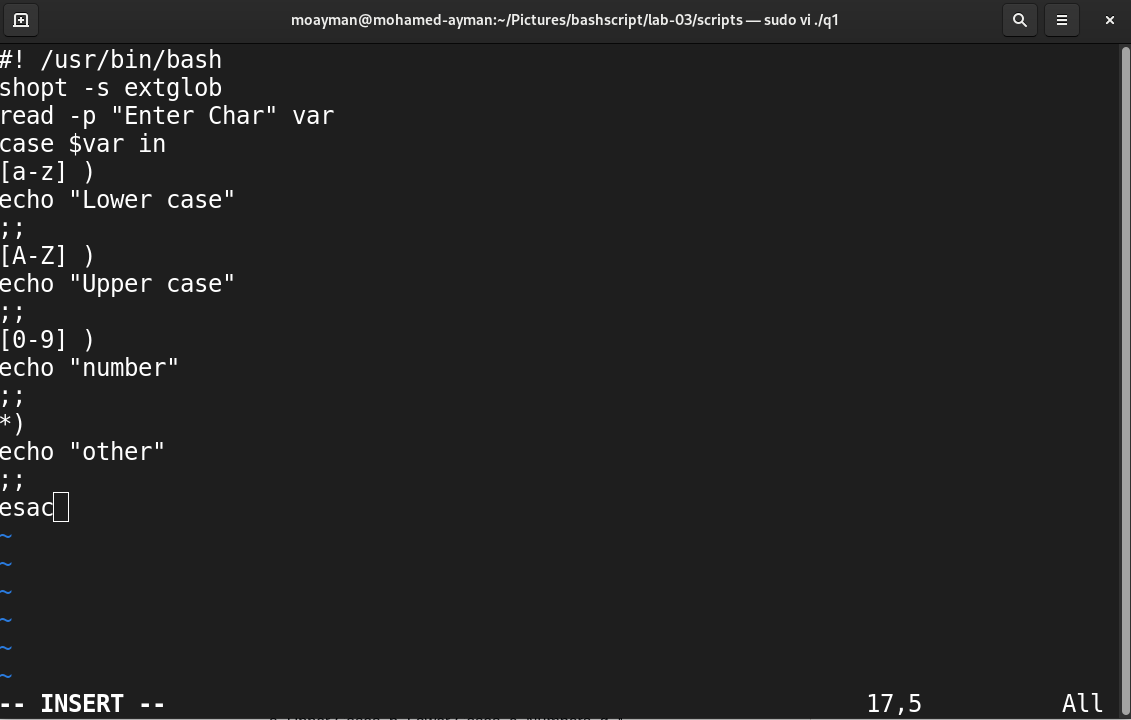 moayman@mohamed-ayman:~/Pictures/bashscript/lab-03/scripts — sudo vi ./q1
#! /usr/bin/bash
shopt -s extglob
read -p "Enter Char" var
case $var in
[a-z] )
echo "Lower case"
;;
[A-Z] )
echo "Upper case"
;;
[0-9] )
echo "number"
;;
*)
echo "other"
;;
esac
~
~
~
~
~
~
-- INSERT -- 17,5 All